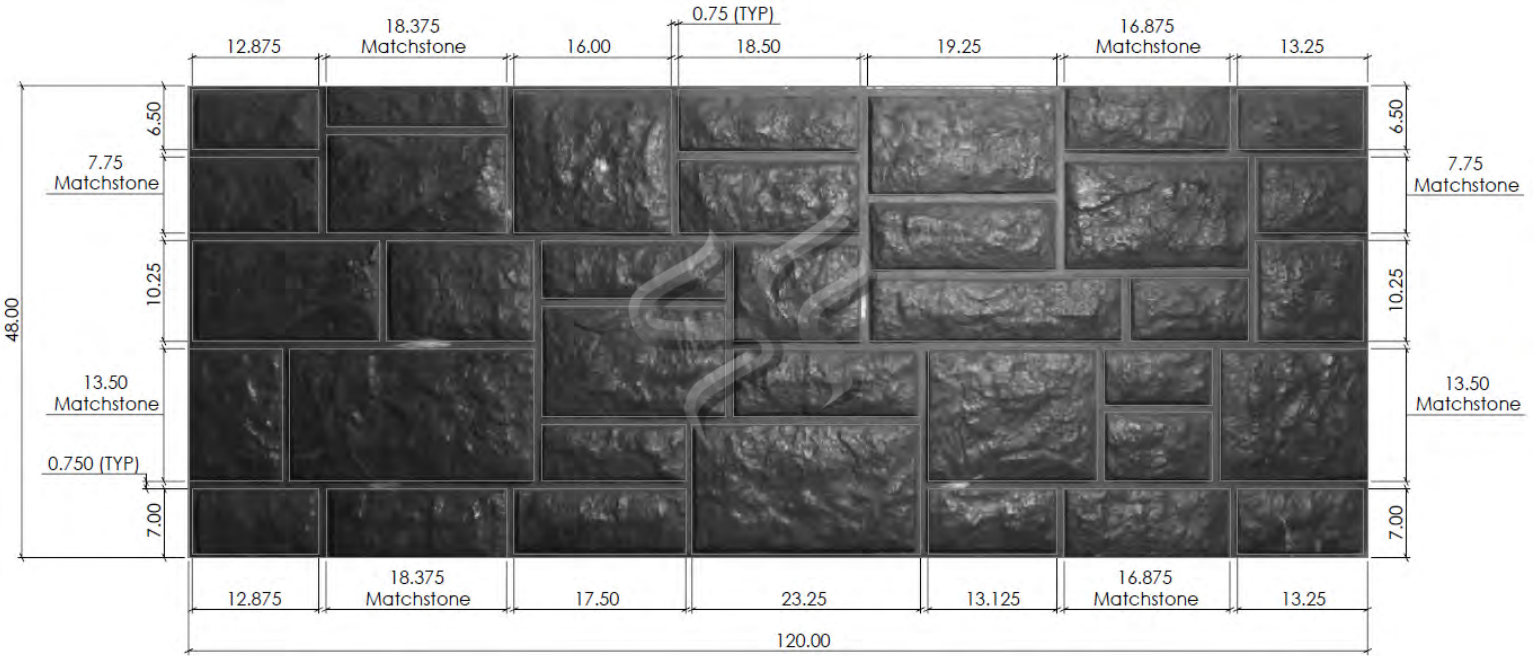 0.75 (TYP)
12.875
18.375
Matchstone
16.00
18.50
19.25
16.875
Matchstone
13.25
48.00
6.50
7.75
Matchstone
10.25
13.50
Matchstone
0.750 (TYP)
7.00
6.50
7.75
Matchstone
10.25
13.50
Matchstone
7.00
12.875
18.375
Matchstone
17.50
23.25
13.125
16.875
Matchstone
13.25
120.00